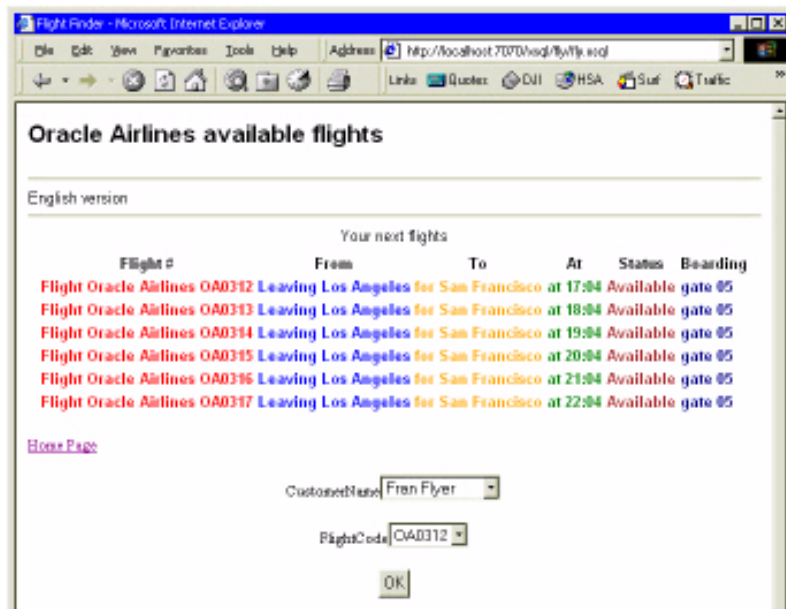 Flight Finder - Microsoft Internet Explorer
File Edit View Favorites Tools Help Address http://localhost:7070/xsql/fly/fly.xsql
Links Quotes DJI HSA Surf Traffic »
Oracle Airlines available flights
English version
Your next flights
Flight # From To At Status Boarding
Flight Oracle Airlines OA0312 Leaving Los Angeles for San Francisco at 17:04 Available gate 05
Flight Oracle Airlines OA0313 Leaving Los Angeles for San Francisco at 18:04 Available gate 05
Flight Oracle Airlines OA0314 Leaving Los Angeles for San Francisco at 19:04 Available gate 05
Flight Oracle Airlines OA0315 Leaving Los Angeles for San Francisco at 20:04 Available gate 05
Flight Oracle Airlines OA0316 Leaving Los Angeles for San Francisco at 21:04 Available gate 05
Flight Oracle Airlines OA0317 Leaving Los Angeles for San Francisco at 22:04 Available gate 05
Home Page
CustomerName Fran Flyer
FlightCode OA0312
OK